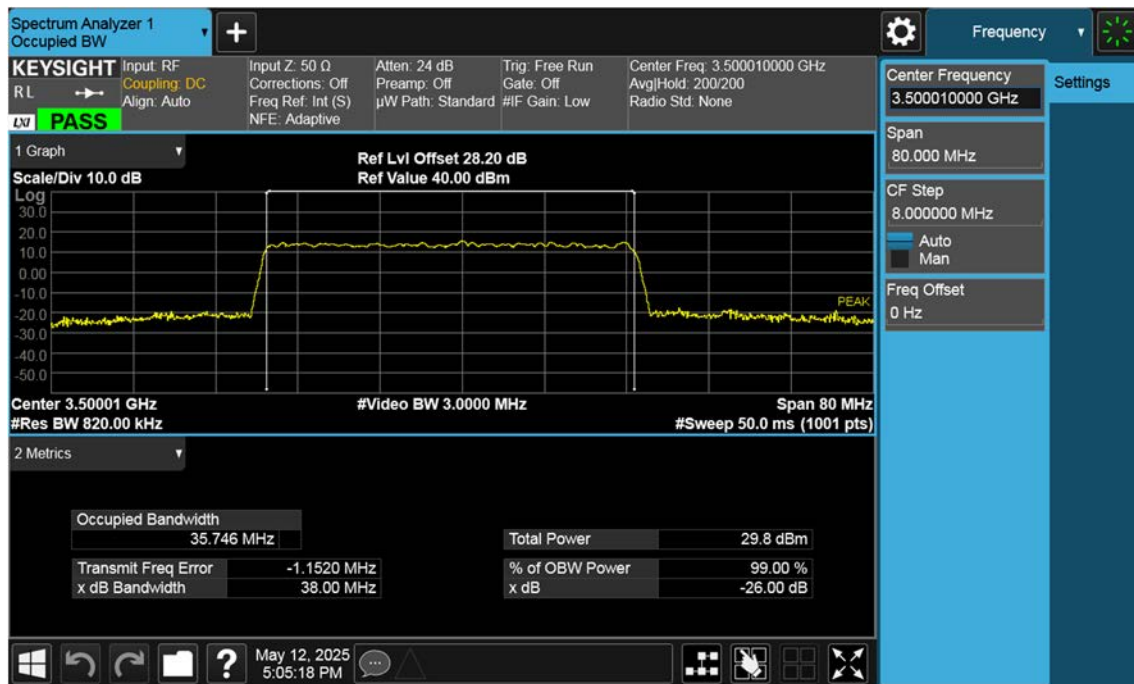 Spectrum Analyzer 1
Occupied BW
+
Frequency
KEYSIGHT
RL
LXI PASS
Input: RF
Coupling: DC
Align: Auto
Input Z: 50 Ω
Corrections: Off
Freq Ref: Int (S)
NFE: Adaptive
Atten: 24 dB
Preamp: Off
µW Path: Standard
Trig: Free Run
Gate: Off
#IF Gain: Low
Center Freq: 3.500010000 GHz
Avg|Hold: 200/200
Radio Std: None
Center Frequency
3.500010000 GHz
Settings
Span
80.000 MHz
CF Step
8.000000 MHz
Auto
Man
Freq Offset
0 Hz
1 Graph
Scale/Div 10.0 dB
Ref Lvl Offset 28.20 dB
Ref Value 40.00 dBm
Log
30.0
20.0
10.0
0.00
-10.0
-20.0
-30.0
-40.0
-50.0
PEAK
Center 3.50001 GHz
#Res BW 820.00 kHz
#Video BW 3.0000 MHz
Span 80 MHz
#Sweep 50.0 ms (1001 pts)
2 Metrics
Occupied Bandwidth
35.746 MHz
Transmit Freq Error -1.1520 MHz
x dB Bandwidth 38.00 MHz
Total Power 29.8 dBm
% of OBW Power 99.00 %
x dB -26.00 dB
?
May 12, 2025
5:05:18 PM